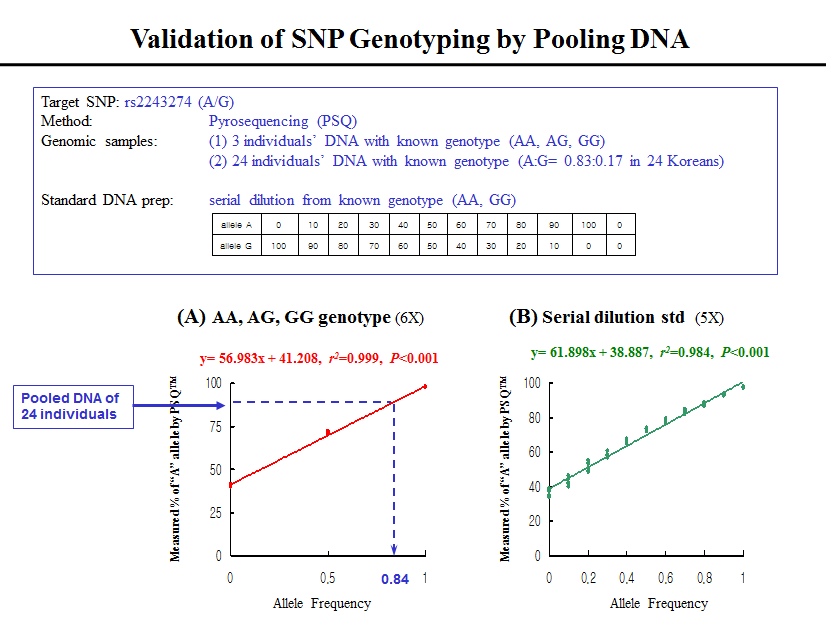 Validation of SNP Genotyping by Pooling DNA
Target SNP: rs2243274 (A/G)
Method: Pyrosequencing (PSQ)
Genomic samples: (1) 3 individuals’ DNA with known genotype (AA, AG, GG)
(2) 24 individuals’ DNA with known genotype (A:G= 0.83:0.17 in 24 Koreans)
Standard DNA prep: serial dilution from known genotype (AA, GG)
allele A 0 10 20 30 40 50 60 70 80 90 100 0
allele G 100 90 80 70 60 50 40 30 20 10 0 0
(A) AA, AG, GG genotype (6X)
y= 56.983x + 41.208, r²=0.999, P<0.001
Pooled DNA of
24 individuals
Measured % of “A” allele by PSQ™
100
75
50
25
0
0 0,5 0.84 1
Allele Frequency
(B) Serial dilution std (5X)
y= 61.898x + 38.887, r²=0.984, P<0.001
Measured % of “A” allele by PSQ™
100
80
60
40
20
0
0 0,2 0,4 0,6 0,8 1
Allele Frequency